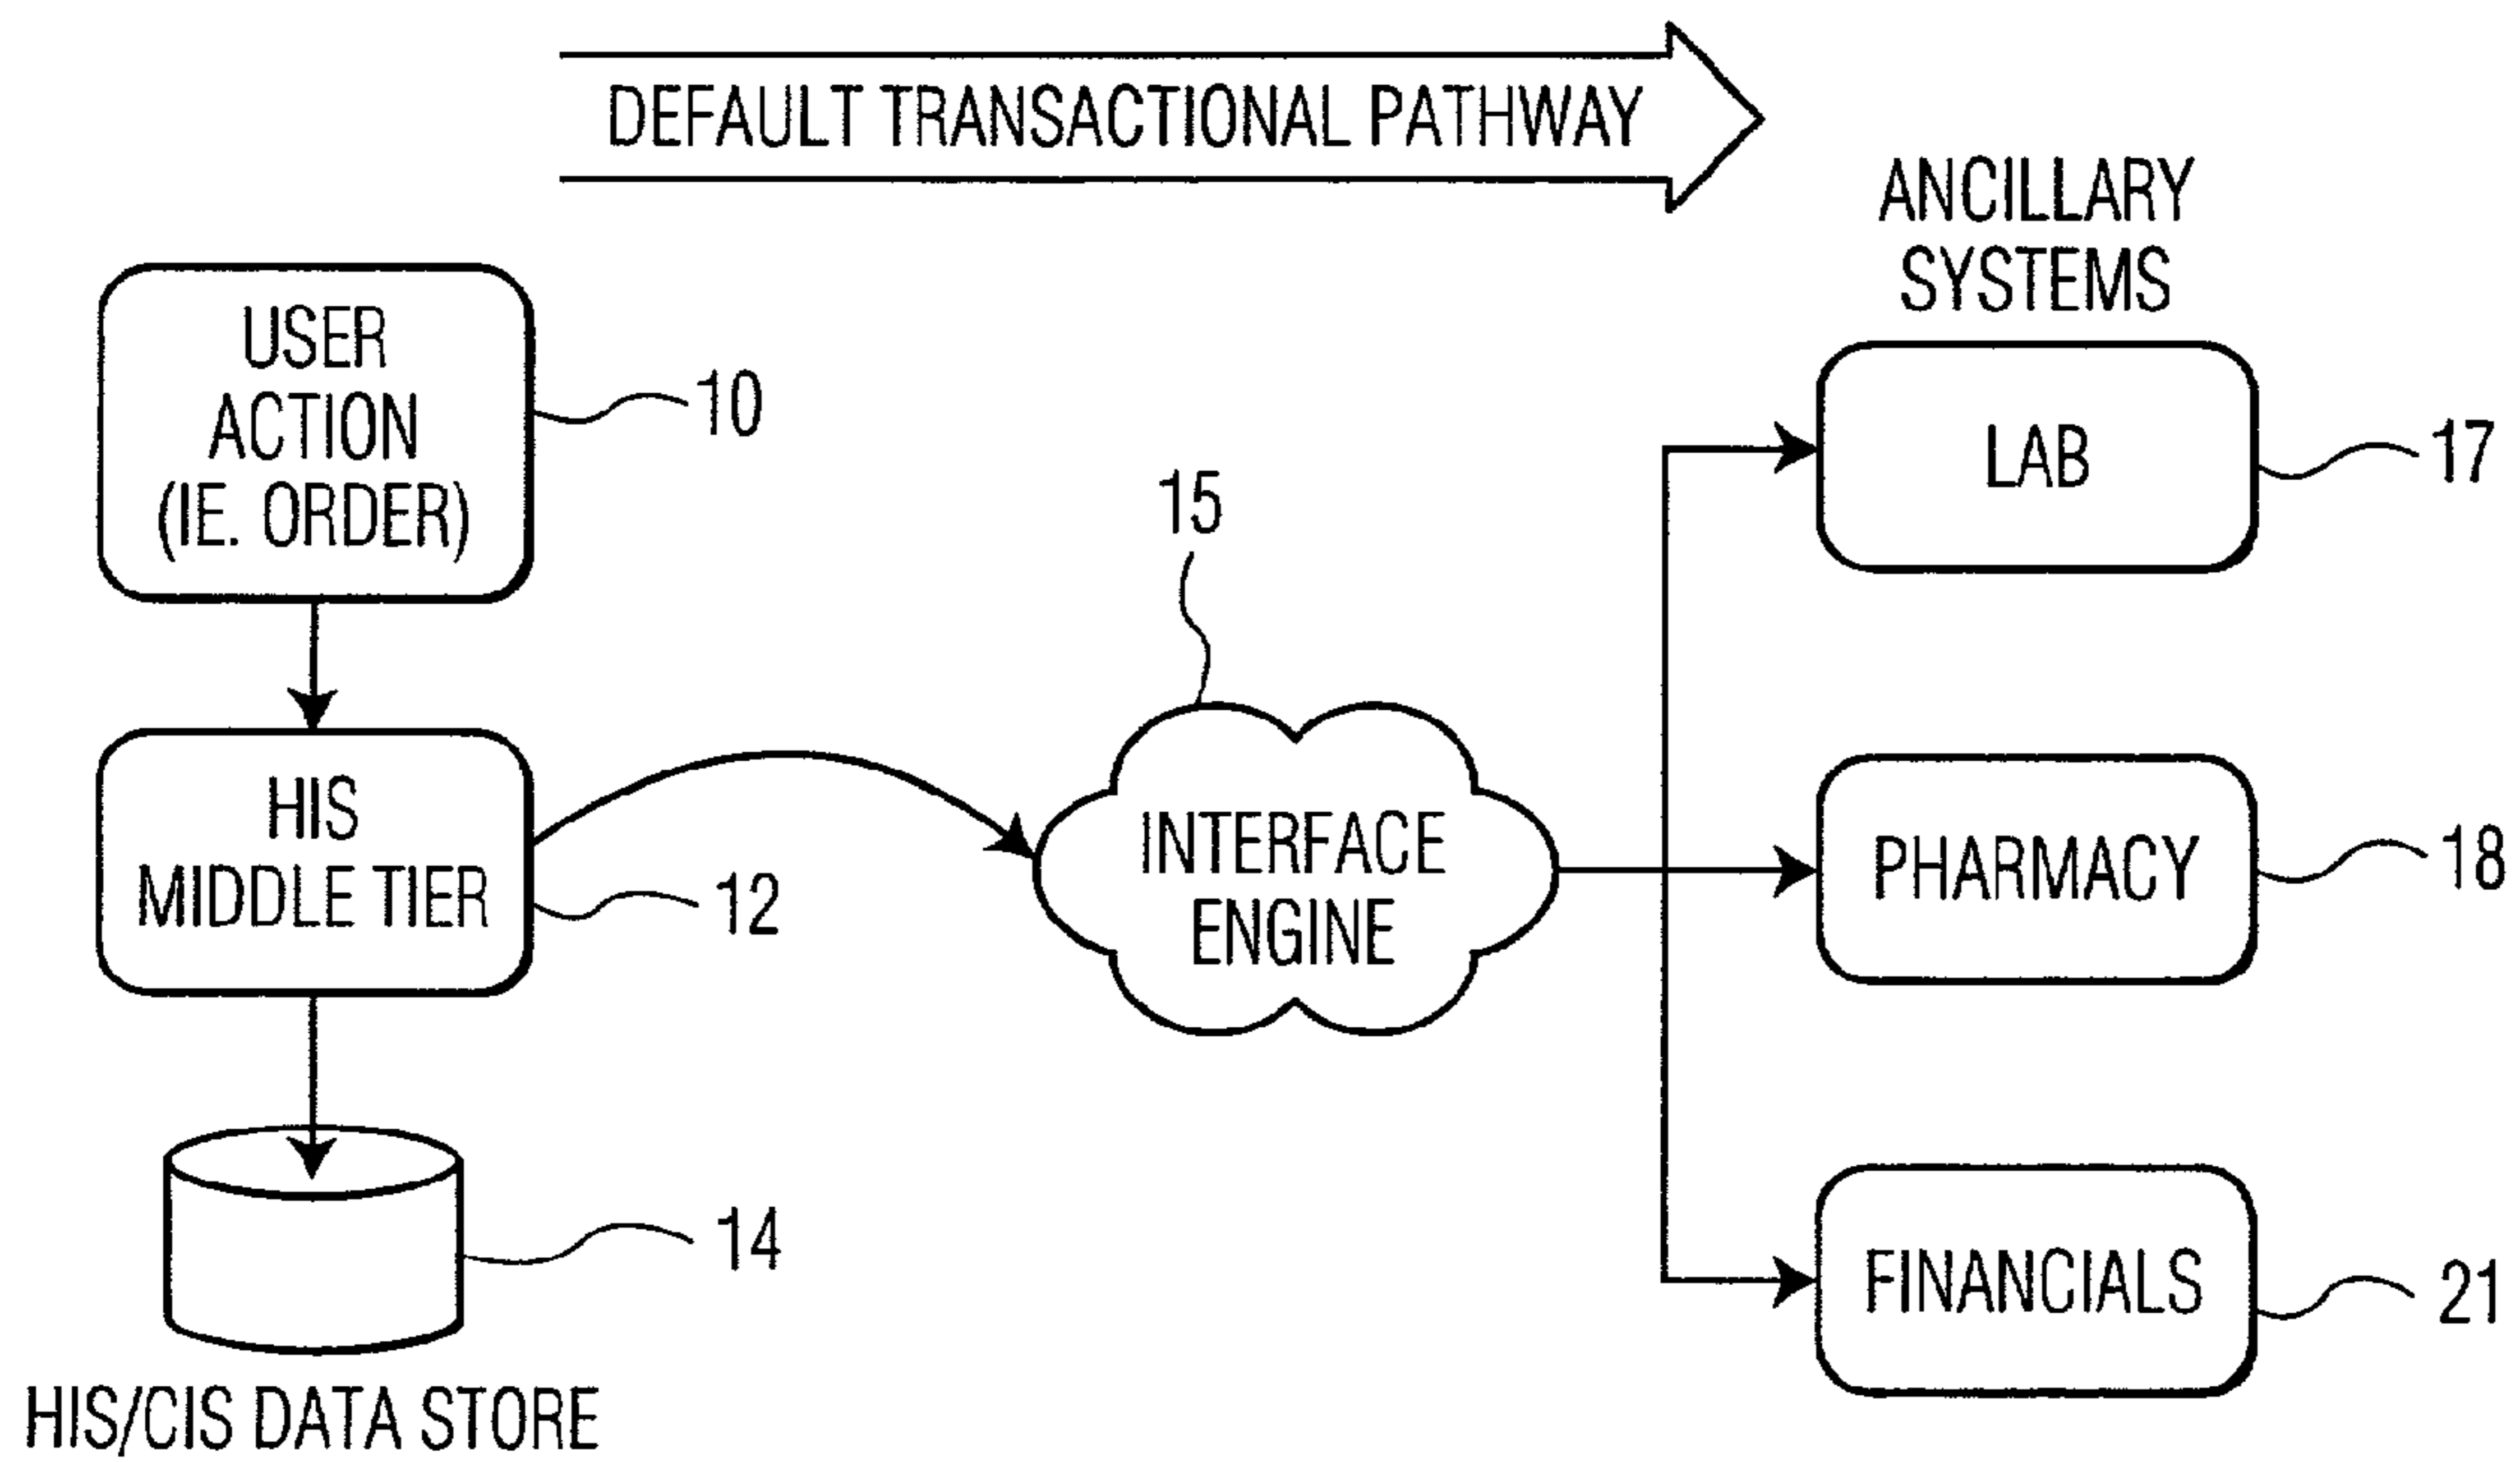 DEFAULT TRANSACTIONAL PATHWAY
ANCILLARY
SYSTEMS
USER
ACTION
(IE. ORDER)
10
LAB
17
15
HIS
MIDDLE TIER
12
INTERFACE
ENGINE
PHARMACY
18
14
HIS/CIS DATA STORE
FINANCIALS
21